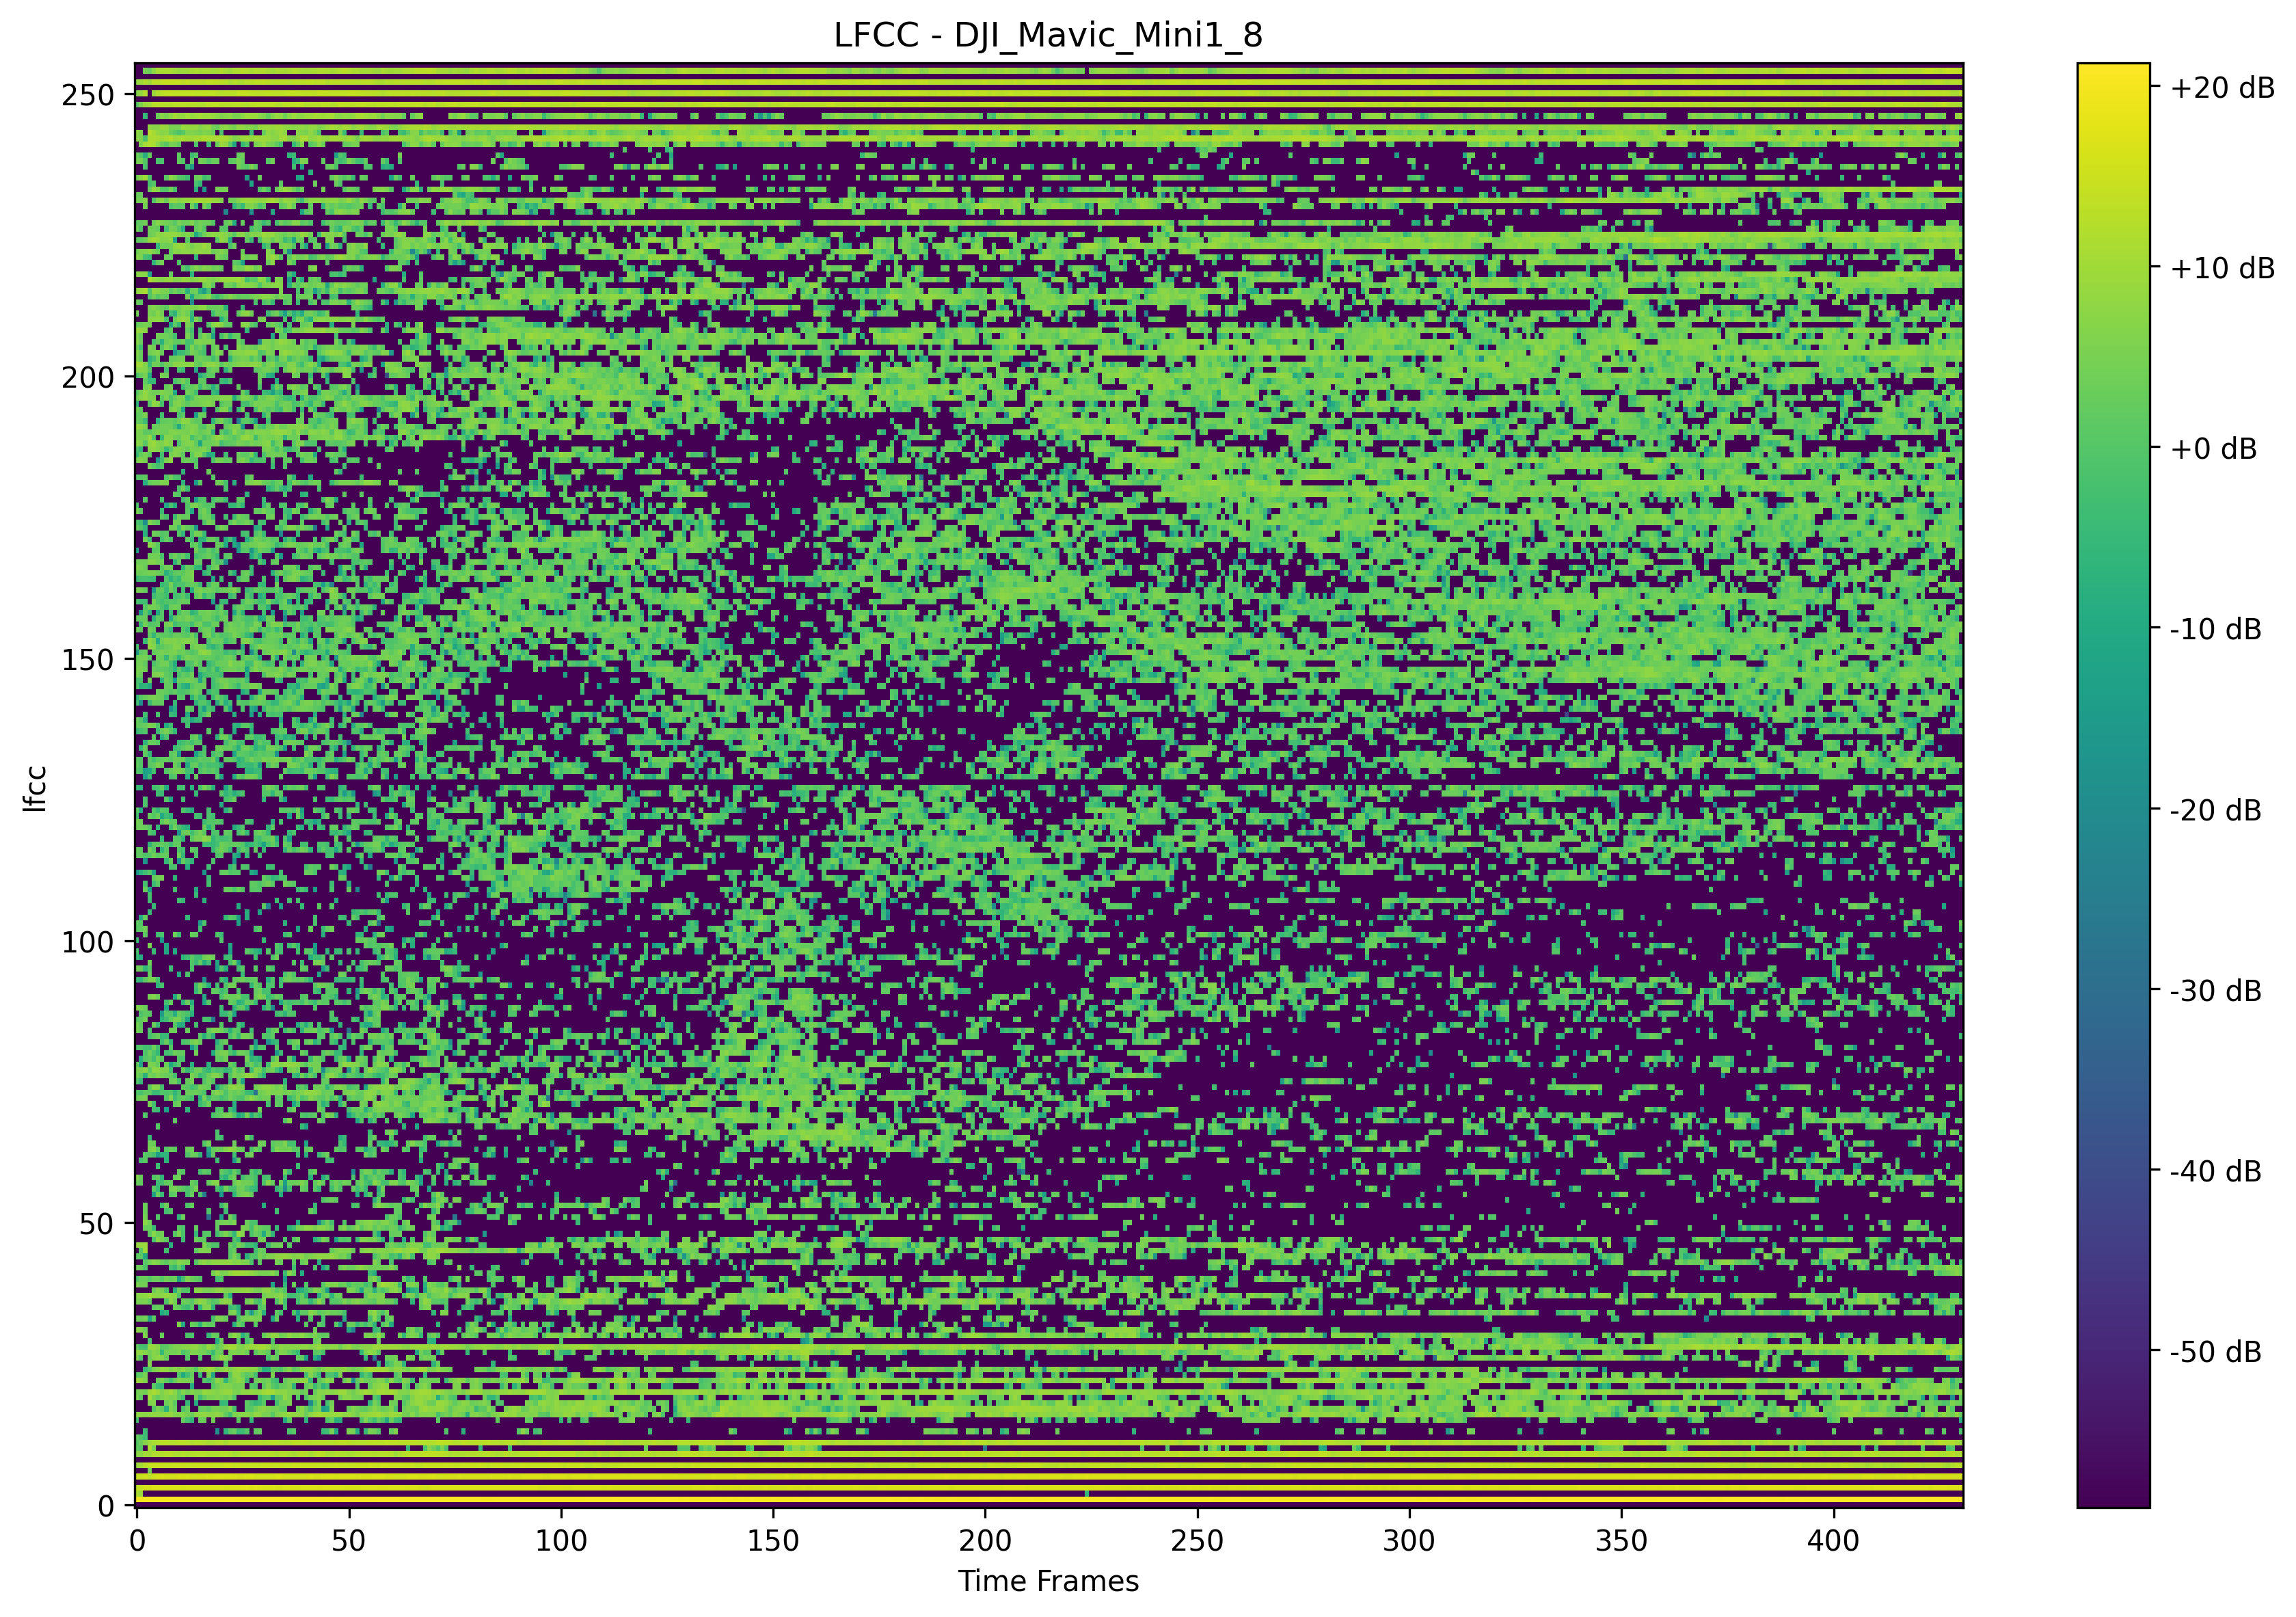 LFCC - DJI_Mavic_Mini1_8
lfcc
250
200
150
100
50
0
0 50 100 150 200 250 300 350 400
Time Frames
+20 dB
+10 dB
+0 dB
-10 dB
-20 dB
-30 dB
-40 dB
-50 dB